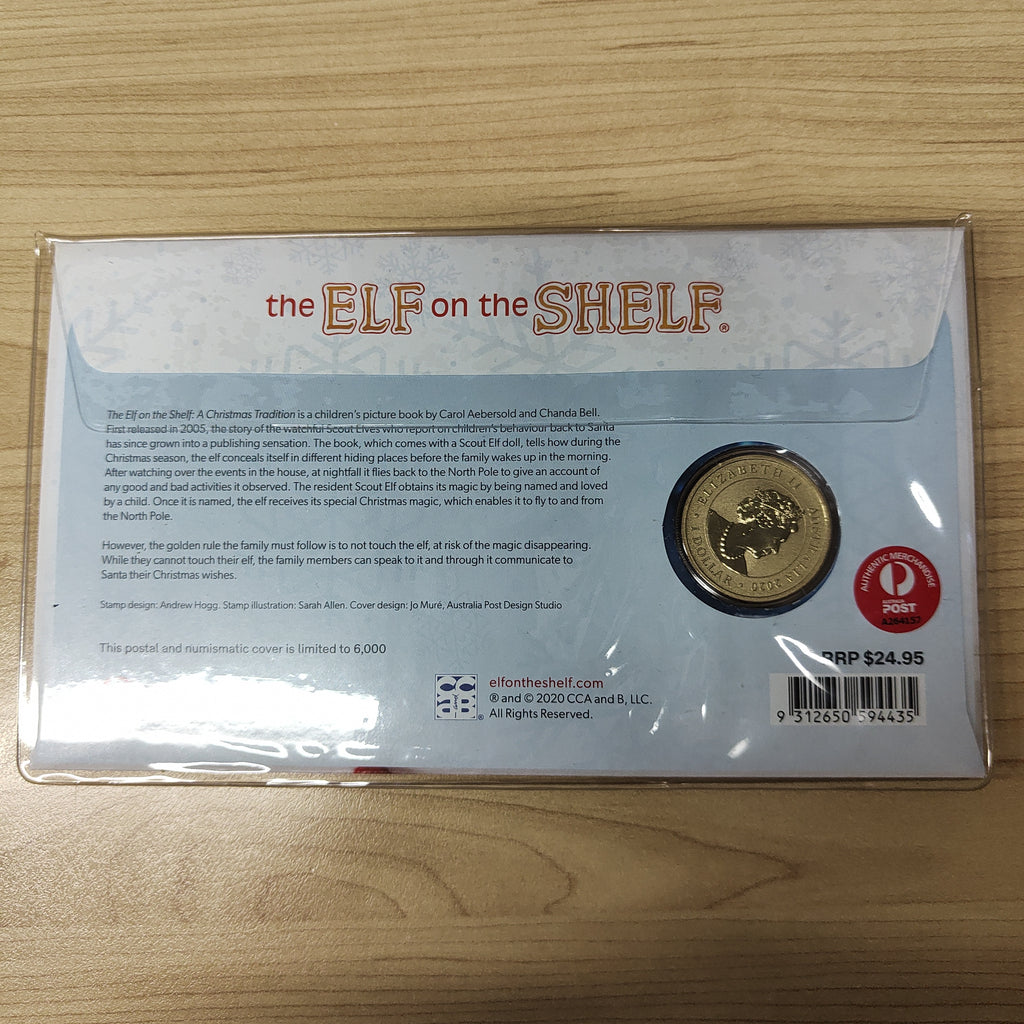 the ELF on the SHELF®
The Elf on the Shelf: A Christmas Tradition is a children's picture book by Carol Aebersold and Chanda Bell.
First released in 2005, the story of the watchful Scout Elves who report on children's behaviour back to Santa
has since grown into a publishing sensation. The book, which comes with a Scout Elf doll, tells how during the
Christmas season, the elf conceals itself in different hiding places before the family wakes up in the morning.
After watching over the events in the house, at nightfall it flies back to the North Pole to give an account of
any good and bad activities it observed. The resident Scout Elf obtains its magic by being named and loved
by a child. Once it is named, the elf receives its special Christmas magic, which enables it to fly to and from
the North Pole.
However, the golden rule the family must follow is to not touch the elf, at risk of the magic disappearing.
While they cannot touch their elf, the family members can speak to it and through it communicate to
Santa their Christmas wishes.
Stamp design: Andrew Hogg. Stamp illustration: Sarah Allen. Cover design: Jo Muré, Australia Post Design Studio
This postal and numismatic cover is limited to 6,000
elfontheshelf.com
® and © 2020 CCA and B, LLC.
All Rights Reserved.
ELIZABETH II AUSTRALIA 2020 1 DOLLAR
AUTHENTIC MERCHANDISE
AUSTRALIA
POST
A264152
RRP $24.95
9 312650 594435